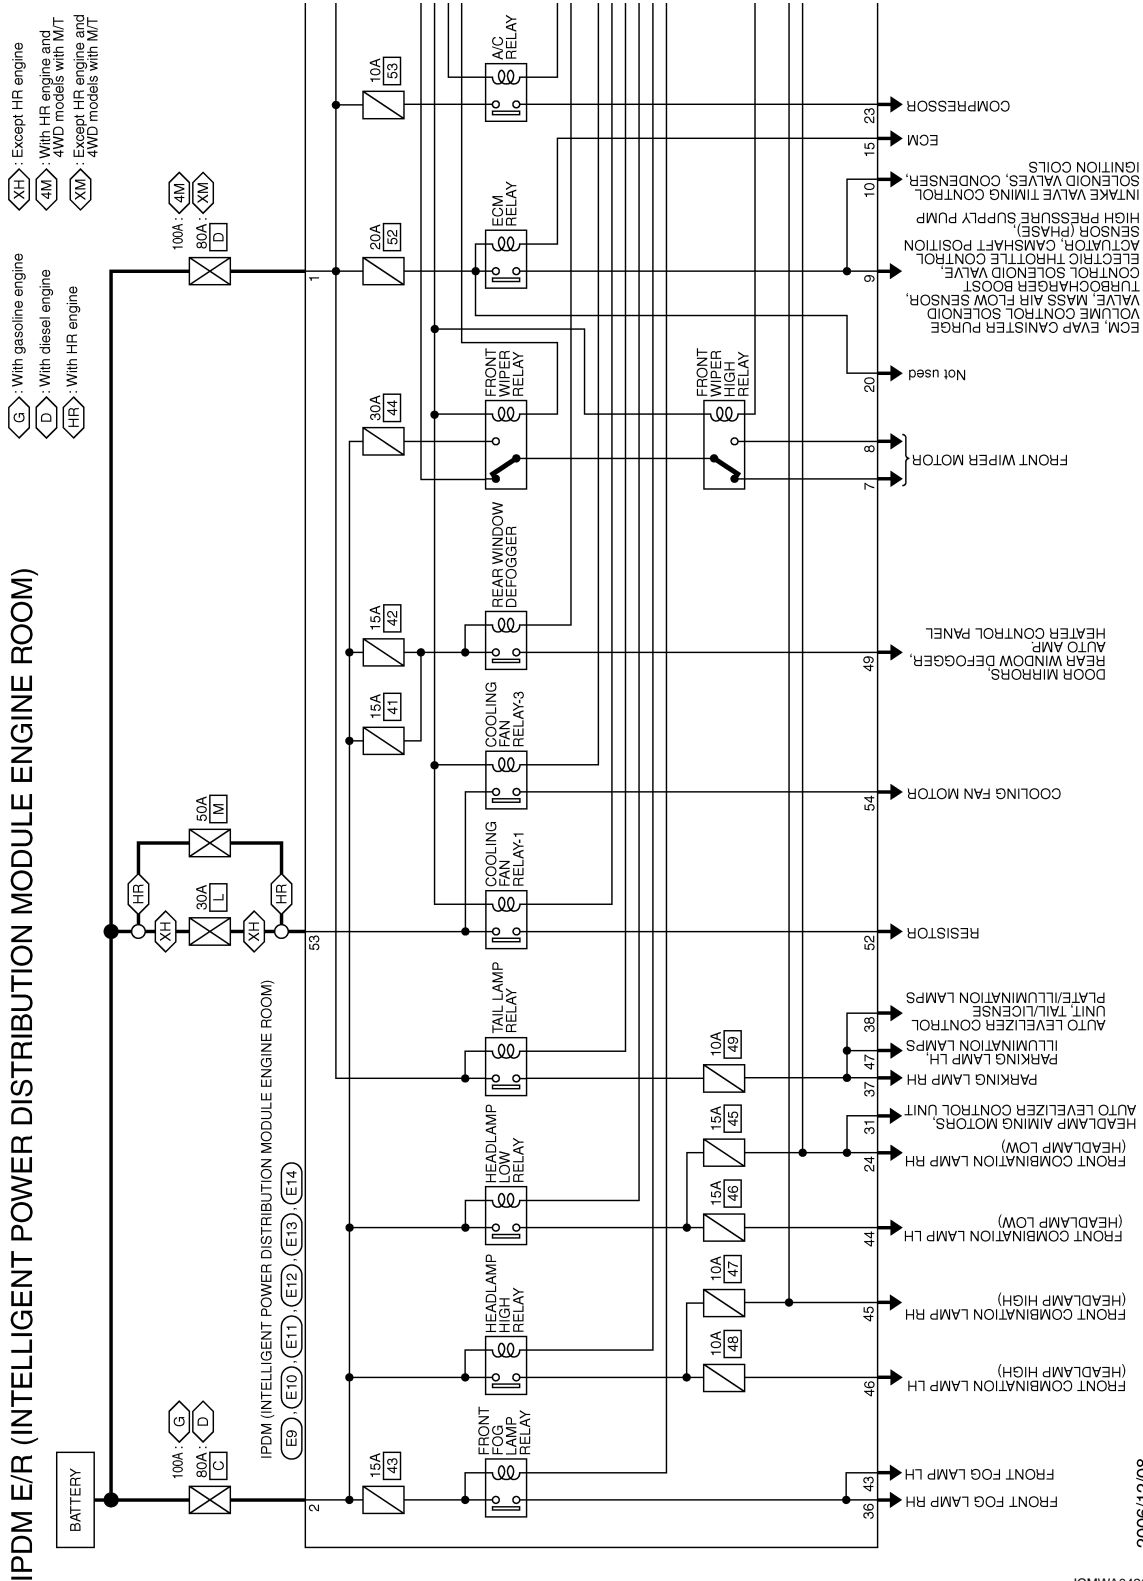 IPDM E/R (INTELLIGENT POWER DISTRIBUTION MODULE ENGINE ROOM)
G : With gasoline engine
D : With diesel engine
HR : With HR engine
XH : Except HR engine
4M : With HR engine and
4WD models with M/T
XM : Except HR engine and
4WD models with M/T
BATTERY
100A : G
80A : D
C
30A
L
50A
M
XH
XH
HR
HR
100A : 4M
80A : XM
D
IPDM (INTELLIGENT POWER DISTRIBUTION MODULE ENGINE ROOM)
E9 , E10 , E11 , E12 , E13 , E14
2
53
1
15A
43
15A
41
15A
42
30A
44
20A
52
10A
53
FRONT
FOG
LAMP
RELAY
HEADLAMP
HIGH
RELAY
HEADLAMP
LOW
RELAY
TAIL LAMP
RELAY
COOLING
FAN
RELAY-1
COOLING
FAN
RELAY-3
REAR WINDOW
DEFOGGER
FRONT
WIPER
RELAY
ECM
RELAY
A/C
RELAY
10A
48
10A
47
15A
46
15A
45
10A
49
FRONT
WIPER
HIGH
RELAY
36
43
46
45
44
24
31
37
47
38
52
54
49
7
8
20
9
10
15
23
FRONT FOG LAMP RH
FRONT FOG LAMP LH
FRONT COMBINATION LAMP LH
(HEADLAMP HIGH)
FRONT COMBINATION LAMP RH
(HEADLAMP HIGH)
FRONT COMBINATION LAMP LH
(HEADLAMP LOW)
FRONT COMBINATION LAMP RH
(HEADLAMP LOW)
HEADLAMP AIMING MOTORS,
AUTO LEVELIZER CONTROL UNIT
PARKING LAMP RH
PARKING LAMP LH,
ILLUMINATION LAMPS
AUTO LEVELIZER CONTROL
UNIT, TAIL/LICENSE
PLATE/ILLUMINATION LAMPS
RESISTOR
COOLING FAN MOTOR
DOOR MIRRORS,
REAR WINDOW DEFOGGER,
AUTO AMP.
HEATER CONTROL PANEL
FRONT WIPER MOTOR
Not used
ECM, EVAP CANISTER PURGE
VOLUME CONTROL SOLENOID
VALVE, MASS AIR FLOW SENSOR,
TURBOCHARGER BOOST
CONTROL SOLENOID VALVE,
ELECTRIC THROTTLE CONTROL
ACTUATOR, CAMSHAFT POSITION
SENSOR (PHASE),
HIGH PRESSURE SUPPLY PUMP
INTAKE VALVE TIMING CONTROL
SOLENOID VALVES, CONDENSER,
IGNITION COILS
ECM
COMPRESSOR